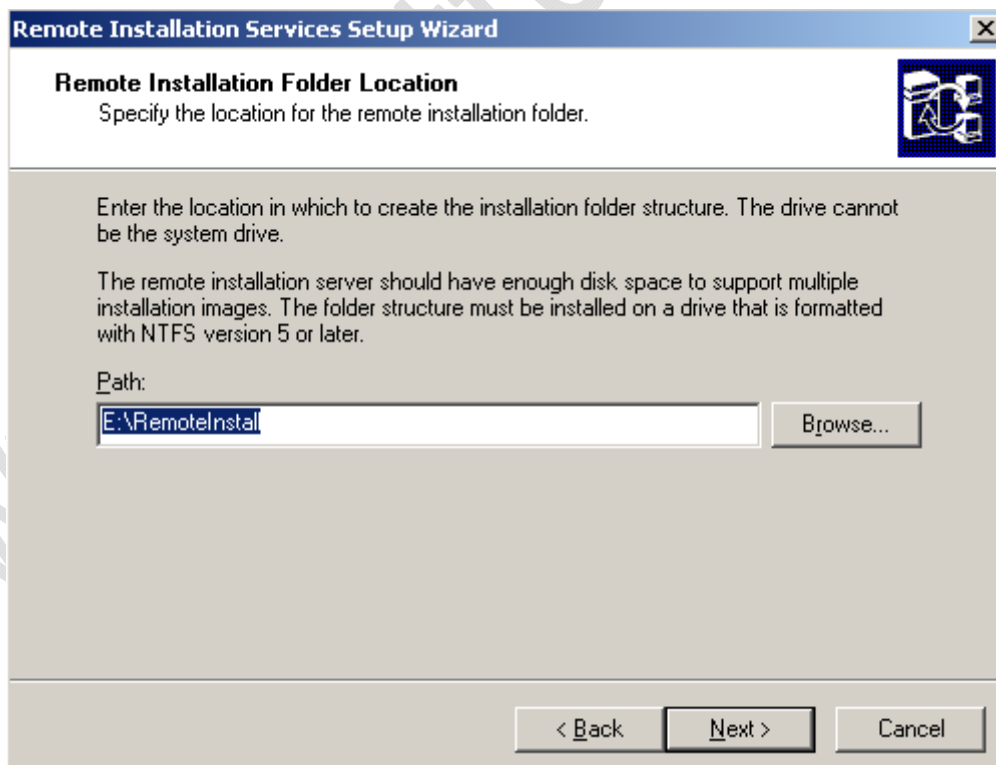 Remote Installation Services Setup Wizard
Remote Installation Folder Location
Specify the location for the remote installation folder.
Enter the location in which to create the installation folder structure. The drive cannot
be the system drive.
The remote installation server should have enough disk space to support multiple
installation images. The folder structure must be installed on a drive that is formatted
with NTFS version 5 or later.
Path:
E:\RemoteInstall
Browse...
< Back Next > Cancel